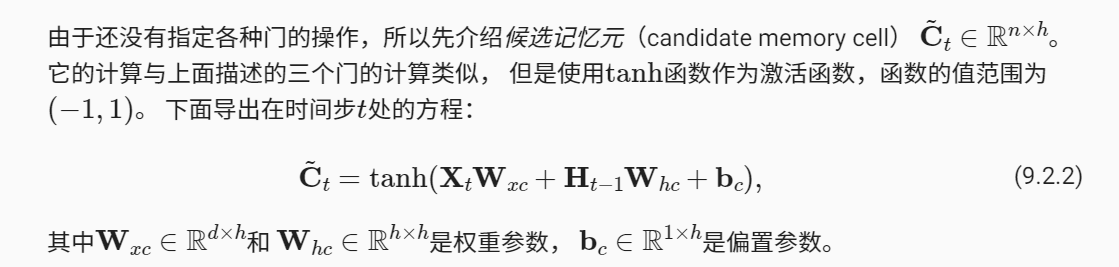 由于还没有指定各种门的操作，所以先介绍候选记忆元（candidate memory cell） $\tilde{\mathbf{C}}_t \in \mathbb{R}^{n \times h}$。
它的计算与上面描述的三个门的计算类似， 但是使用tanh函数作为激活函数，函数的值范围为
$(-1, 1)$。 下面导出在时间步$t$处的方程：
$\tilde{\mathbf{C}}_t = \tanh(\mathbf{X}_t \mathbf{W}_{xc} + \mathbf{H}_{t-1} \mathbf{W}_{hc} + \mathbf{b}_c),$ (9.2.2)
其中$\mathbf{W}_{xc} \in \mathbb{R}^{d \times h}$和 $\mathbf{W}_{hc} \in \mathbb{R}^{h \times h}$是权重参数， $\mathbf{b}_c \in \mathbb{R}^{1 \times h}$是偏置参数。